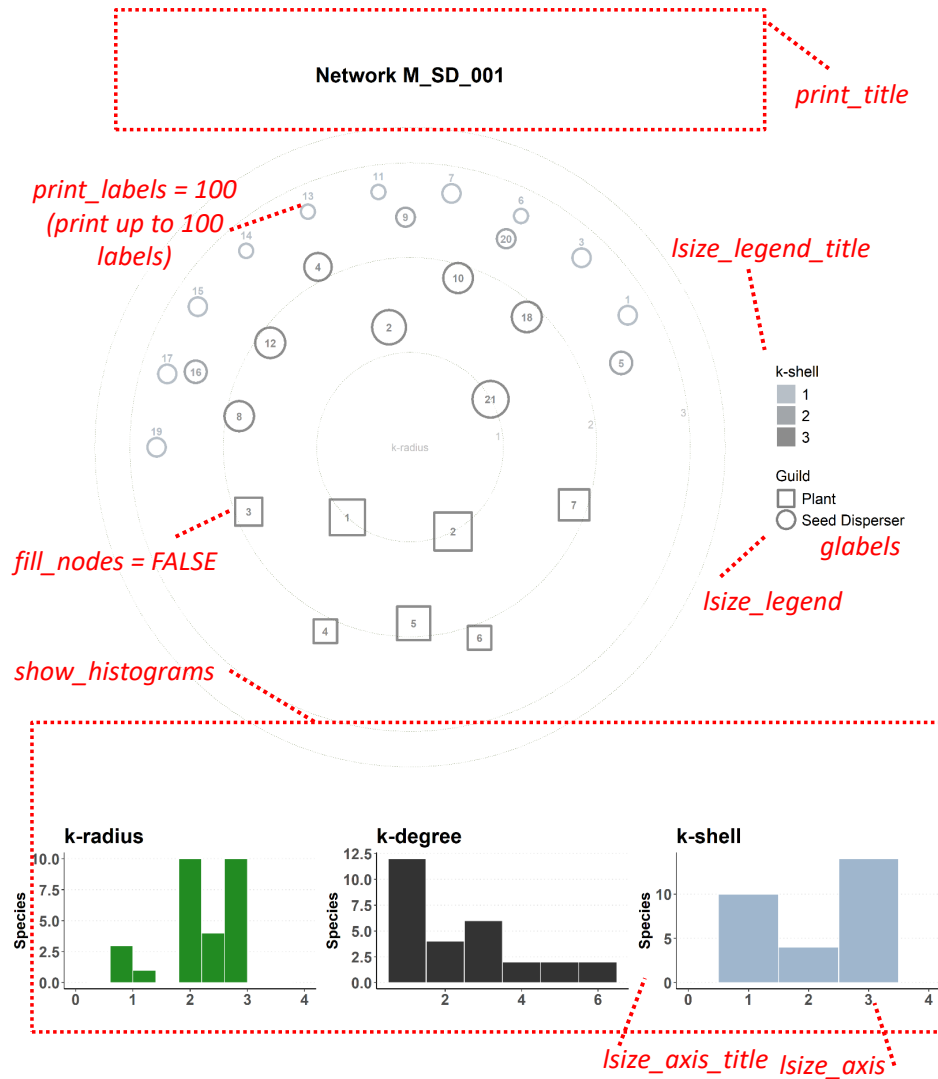 Network M_SD_001
print_title
print_labels = 100
(print up to 100
labels)
13
11
7
6
9
20
14
3
4
10
lsize_legend_title
15
1
2
18
12
17
16
5
k-shell
1
2
3
21
8
19
1
2
3
k-radius
Guild
Plant
Seed Disperser
glabels
3
1
2
7
fill_nodes = FALSE
lsize_legend
4
5
6
show_histograms
k-radius
Species
10.0
7.5
5.0
2.5
0.0
0 1 2 3 4
k-degree
Species
12.5
10.0
7.5
5.0
2.5
0.0
2 4 6
k-shell
Species
10
5
0
0 1 2 3 4
lsize_axis_title
lsize_axis